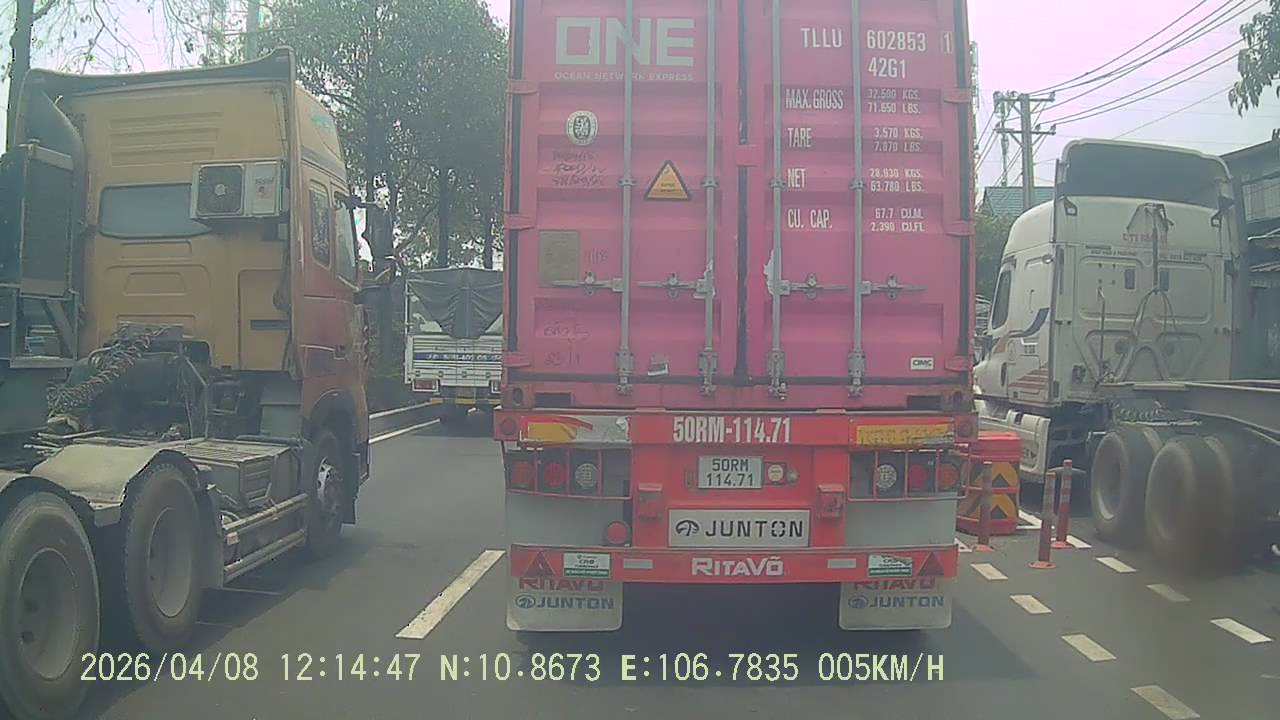 ONE
OCEAN NETWORK EXPRESS
TLLU 602853 1
42G1
MAX.GROSS 32.500 KGS.
71.650 LBS.
TARE 3.570 KGS.
7.870 LBS.
NET 28.930 KGS.
63.780 LBS.
CU. CAP. 67.7 CU.M.
2.390 CU.FT.
CIMC
50RM-114.71
50RM
114.71
JUNTON
RITAVÕ
RITAVÕ
JUNTON
RITAVÕ
JUNTON
2026/04/08 12:14:47 N:10.8673 E:106.7835 005KM/H